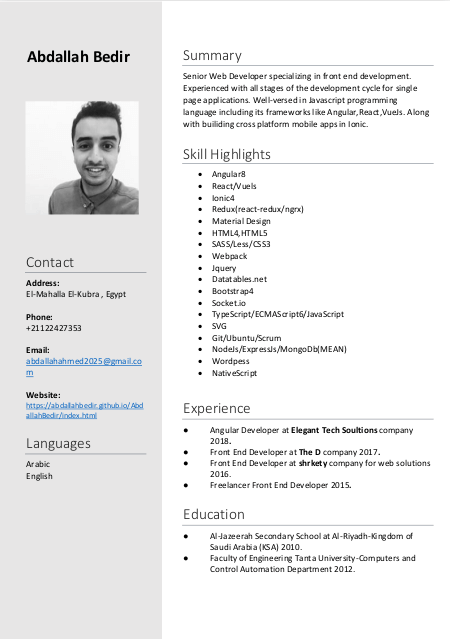 Abdallah Bedir
Contact
Address:
El-Mahalla El-Kubra , Egypt
Phone:
+21122427353
Email:
abdallahahmed2025@gmail.co
m
Website:
https://abdallahbedir.github.io/Abd
allahBedir/index.html
Languages
Arabic
English
Summary
Senior Web Developer specializing in front end development.
Experienced with all stages of the development cycle for single
page applications. Well-versed in Javascript programming
language including its frameworks like Angular,React,VueJs. Along
with builiding cross platform mobile apps in Ionic.
Skill Highlights
• Angular8
• React/VueJs
• Ionic4
• Redux(react-redux/ngrx)
• Material Design
• HTML4,HTML5
• SASS/Less/CSS3
• Webpack
• Jquery
• Datatables.net
• Bootstrap4
• Socket.io
• TypeScript/ECMAScript6/JavaScript
• SVG
• Git/Ubuntu/Scrum
• NodeJs/ExpressJs/MongoDb(MEAN)
• Wordpess
• NativeScript
Experience
• Angular Developer at Elegant Tech Soultions company
2018.
• Front End Developer at The D company 2017.
• Front End Developer at shrkety company for web solutions
2016.
• Freelancer Front End Developer 2015.
Education
• Al-Jazeerah Secondary School at Al-Riyadh-Kingdom of
Saudi Arabia (KSA) 2010.
• Faculty of Engineering Tanta University-Computers and
Control Automation Department 2012.